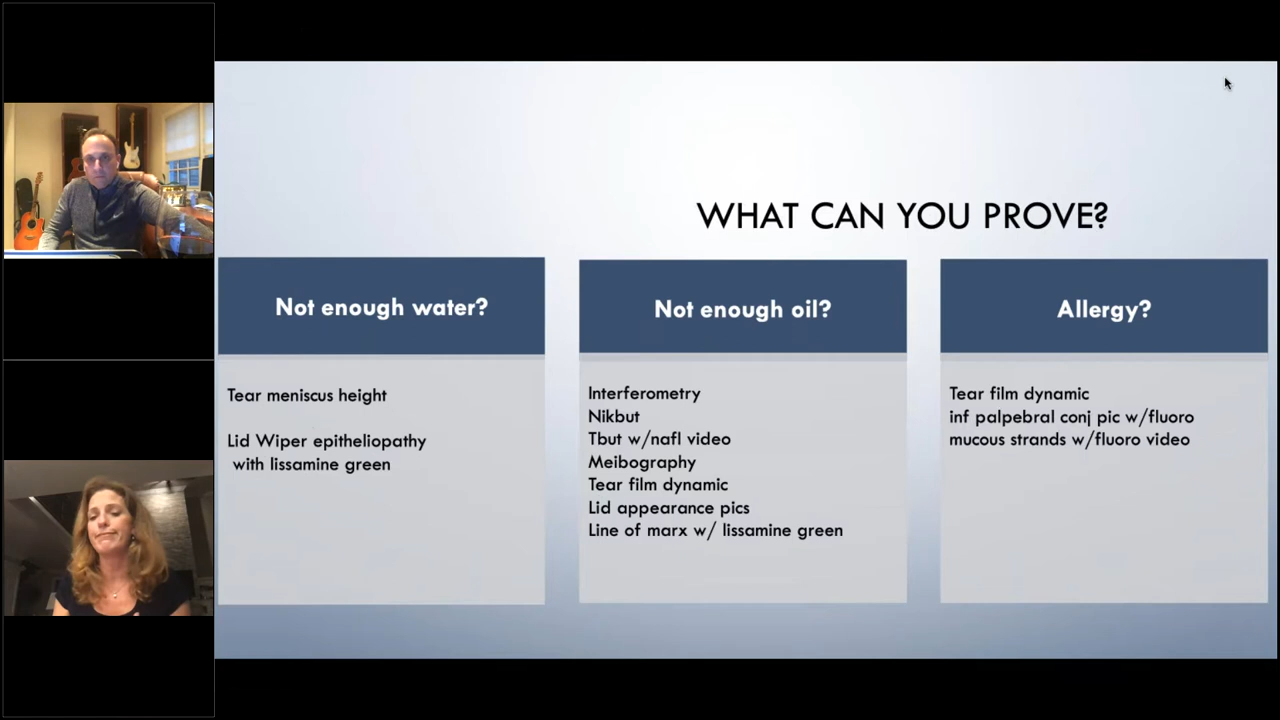 WHAT CAN YOU PROVE?
Not enough water?
Tear meniscus height
Lid Wiper epitheliopathy
with lissamine green
Not enough oil?
Interferometry
Nikbut
Tbut w/nafl video
Meibography
Tear film dynamic
Lid appearance pics
Line of marx w/ lissamine green
Allergy?
Tear film dynamic
inf palpebral conj pic w/fluoro
mucous strands w/fluoro video